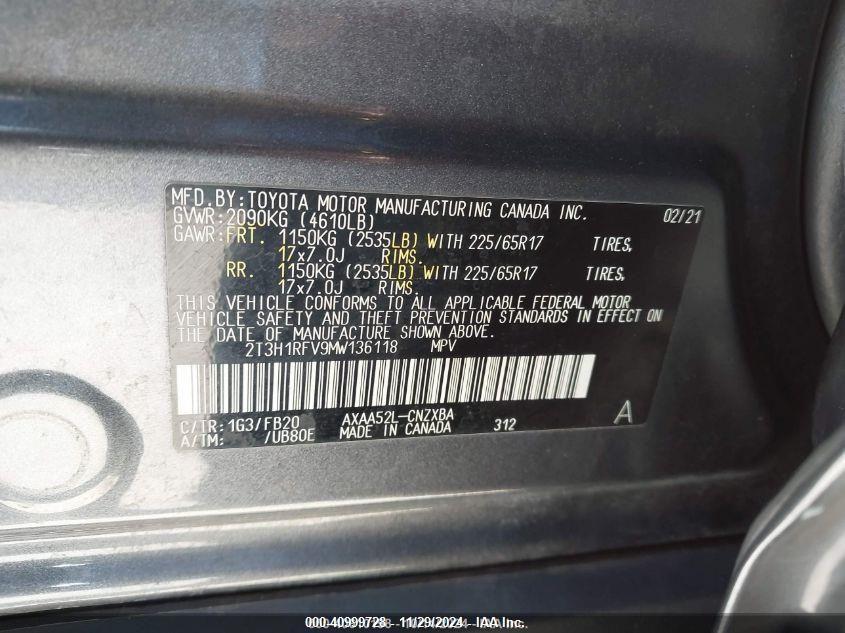 MFD.BY:TOYOTA MOTOR MANUFACTURING CANADA INC. 02/21
GVWR:2090KG (4610LB)
GAWR:FRT. 1150KG (2535LB) WITH 225/65R17 TIRES,
17x7.0J RIMS.
RR. 1150KG (2535LB) WITH 225/65R17 TIRES,
17x7.0J RIMS.
THIS VEHICLE CONFORMS TO ALL APPLICABLE FEDERAL MOTOR
VEHICLE SAFETY AND THEFT PREVENTION STANDARDS IN EFFECT ON
THE DATE OF MANUFACTURE SHOWN ABOVE.
2T3H1RFV9MW136118 MPV
C/TR:1G3/FB20 AXAA52L-CNZXBA A
A/TM: /UB80E MADE IN CANADA 312
000-40999728 - 11/29/2024 - IAA Inc.